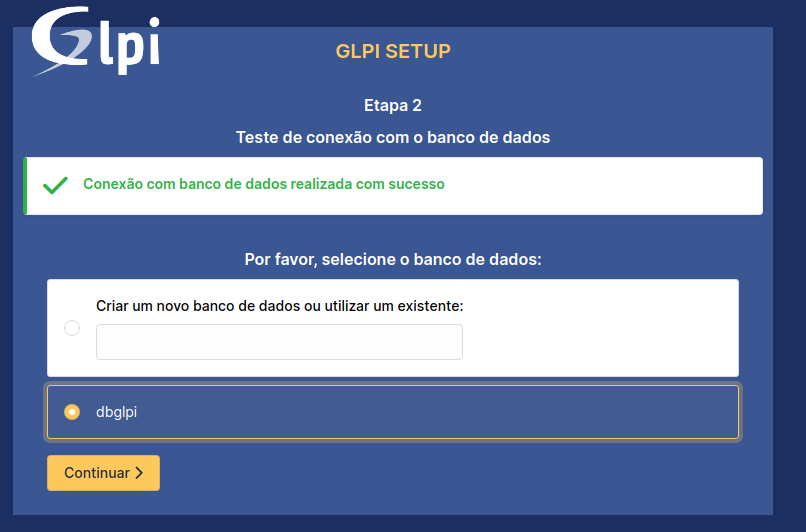 Glpi
GLPI SETUP
Etapa 2
Teste de conexão com o banco de dados
Conexão com banco de dados realizada com sucesso
Por favor, selecione o banco de dados:
Criar um novo banco de dados ou utilizar um existente:
dbglpi
Continuar